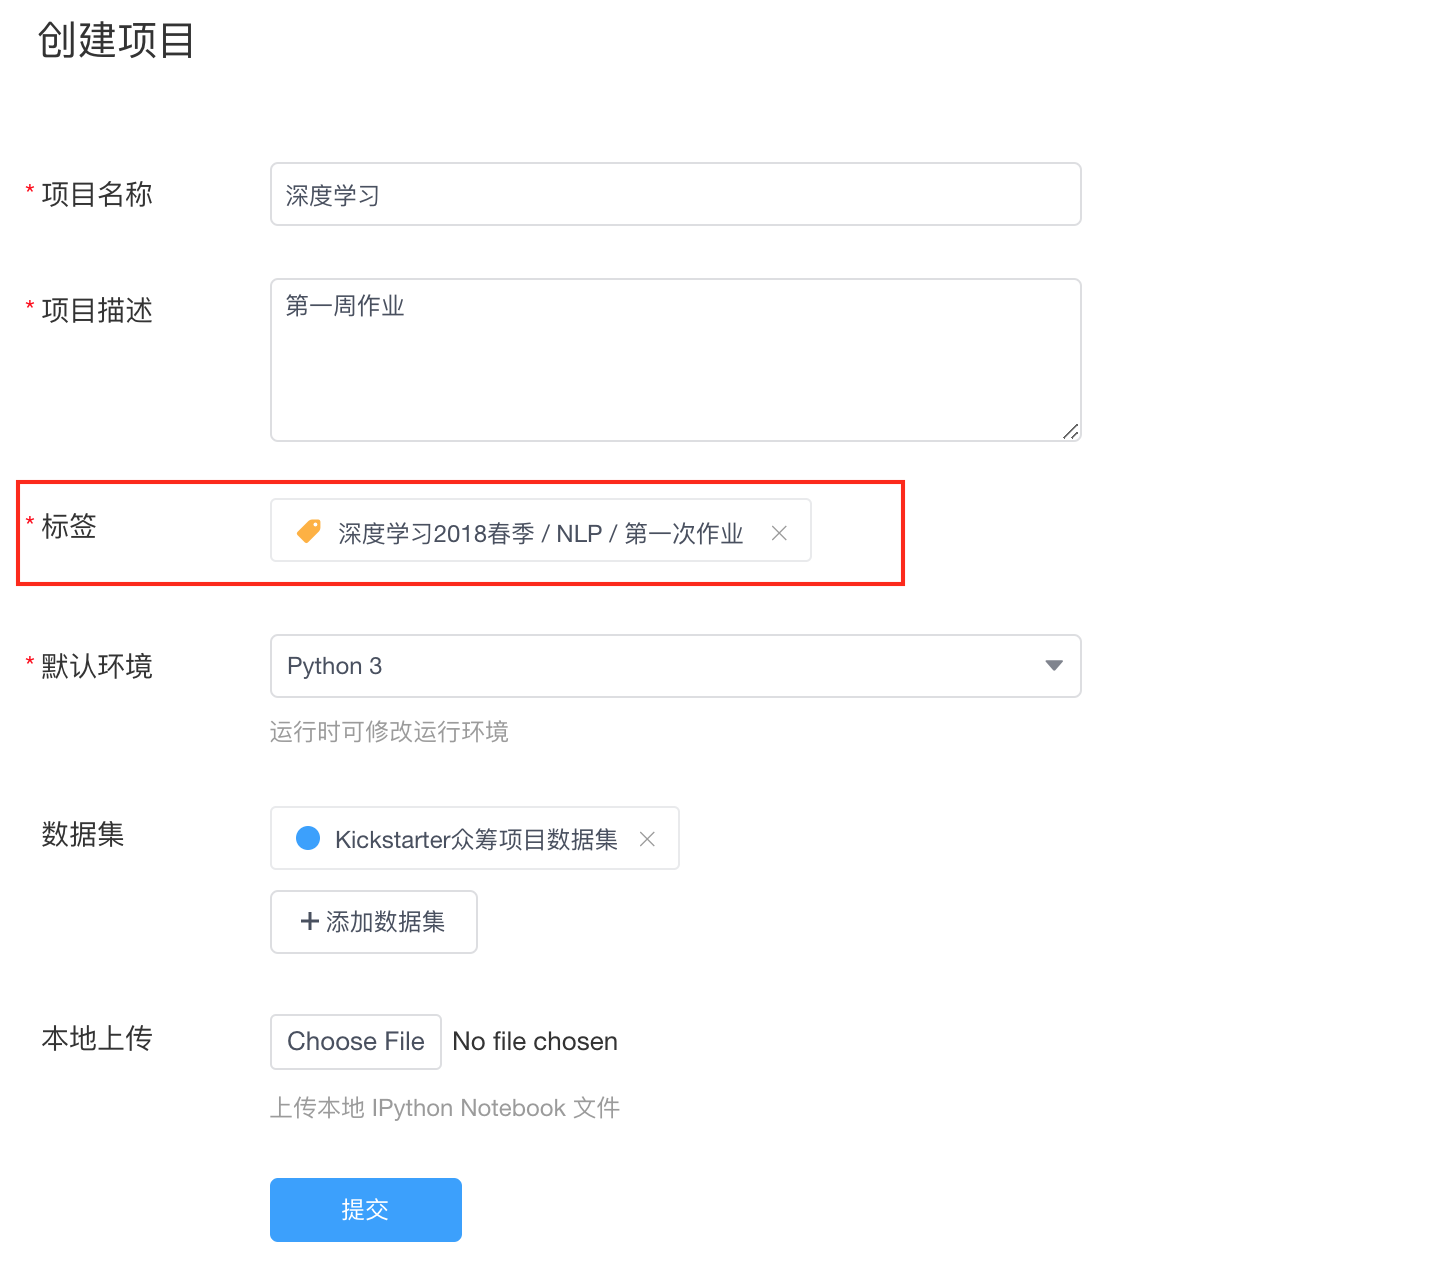 创建项目
* 项目名称
深度学习
* 项目描述
第一周作业
* 标签
深度学习2018春季 / NLP / 第一次作业
* 默认环境
Python 3
运行时可修改运行环境
数据集
Kickstarter众筹项目数据集
+ 添加数据集
本地上传
Choose File No file chosen
上传本地 IPython Notebook 文件
提交